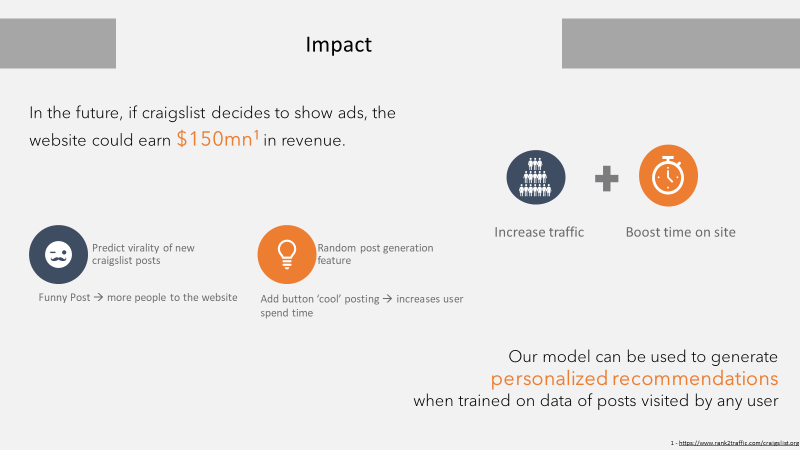 Impact
In the future, if craigslist decides to show ads, the
website could earn $150mn¹ in revenue.
Increase traffic
Boost time on site
Predict virality of new
craigslist posts
Funny Post → more people to the website
Random post generation
feature
Add button ‘cool’ posting → increases user
spend time
Our model can be used to generate
personalized recommendations
when trained on data of posts visited by any user
1 - https://www.rank2traffic.com/craigslist.org